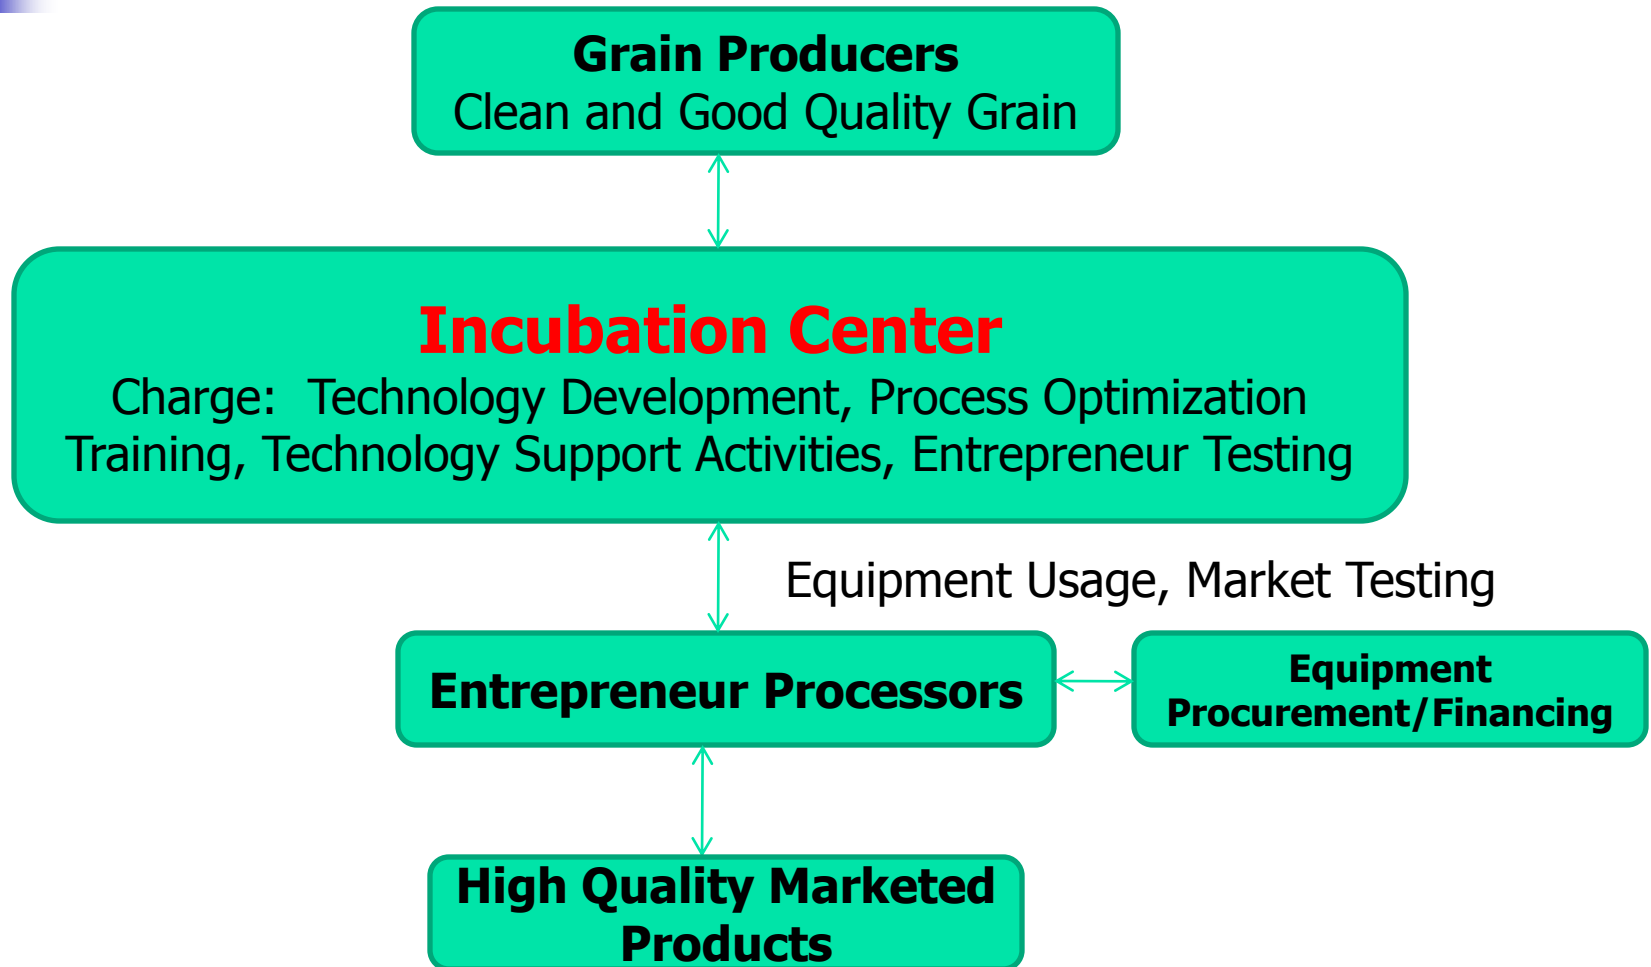 Grain Producers
Clean and Good Quality Grain
Incubation Center
Charge:  Technology Development, Process Optimization
Training, Technology Support Activities, Entrepreneur Testing
Equipment Usage, Market Testing
Entrepreneur Processors
Equipment
Procurement/Financing
High Quality Marketed
Products